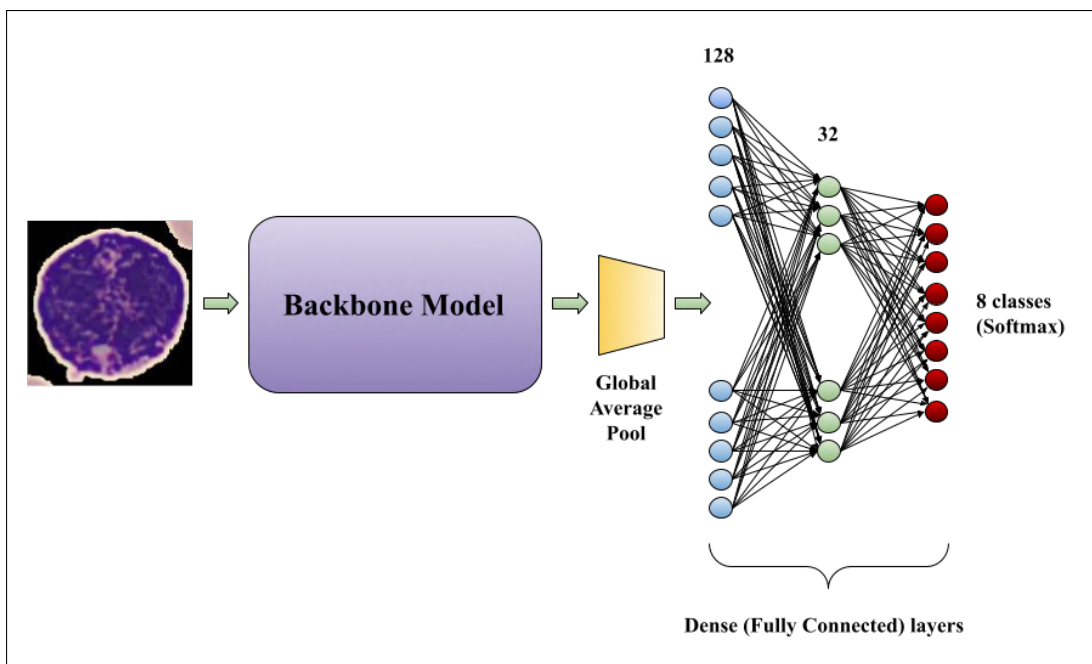 128
32
Backbone Model
Global
Average
Pool
8 classes
(Softmax)
Dense (Fully Connected) layers